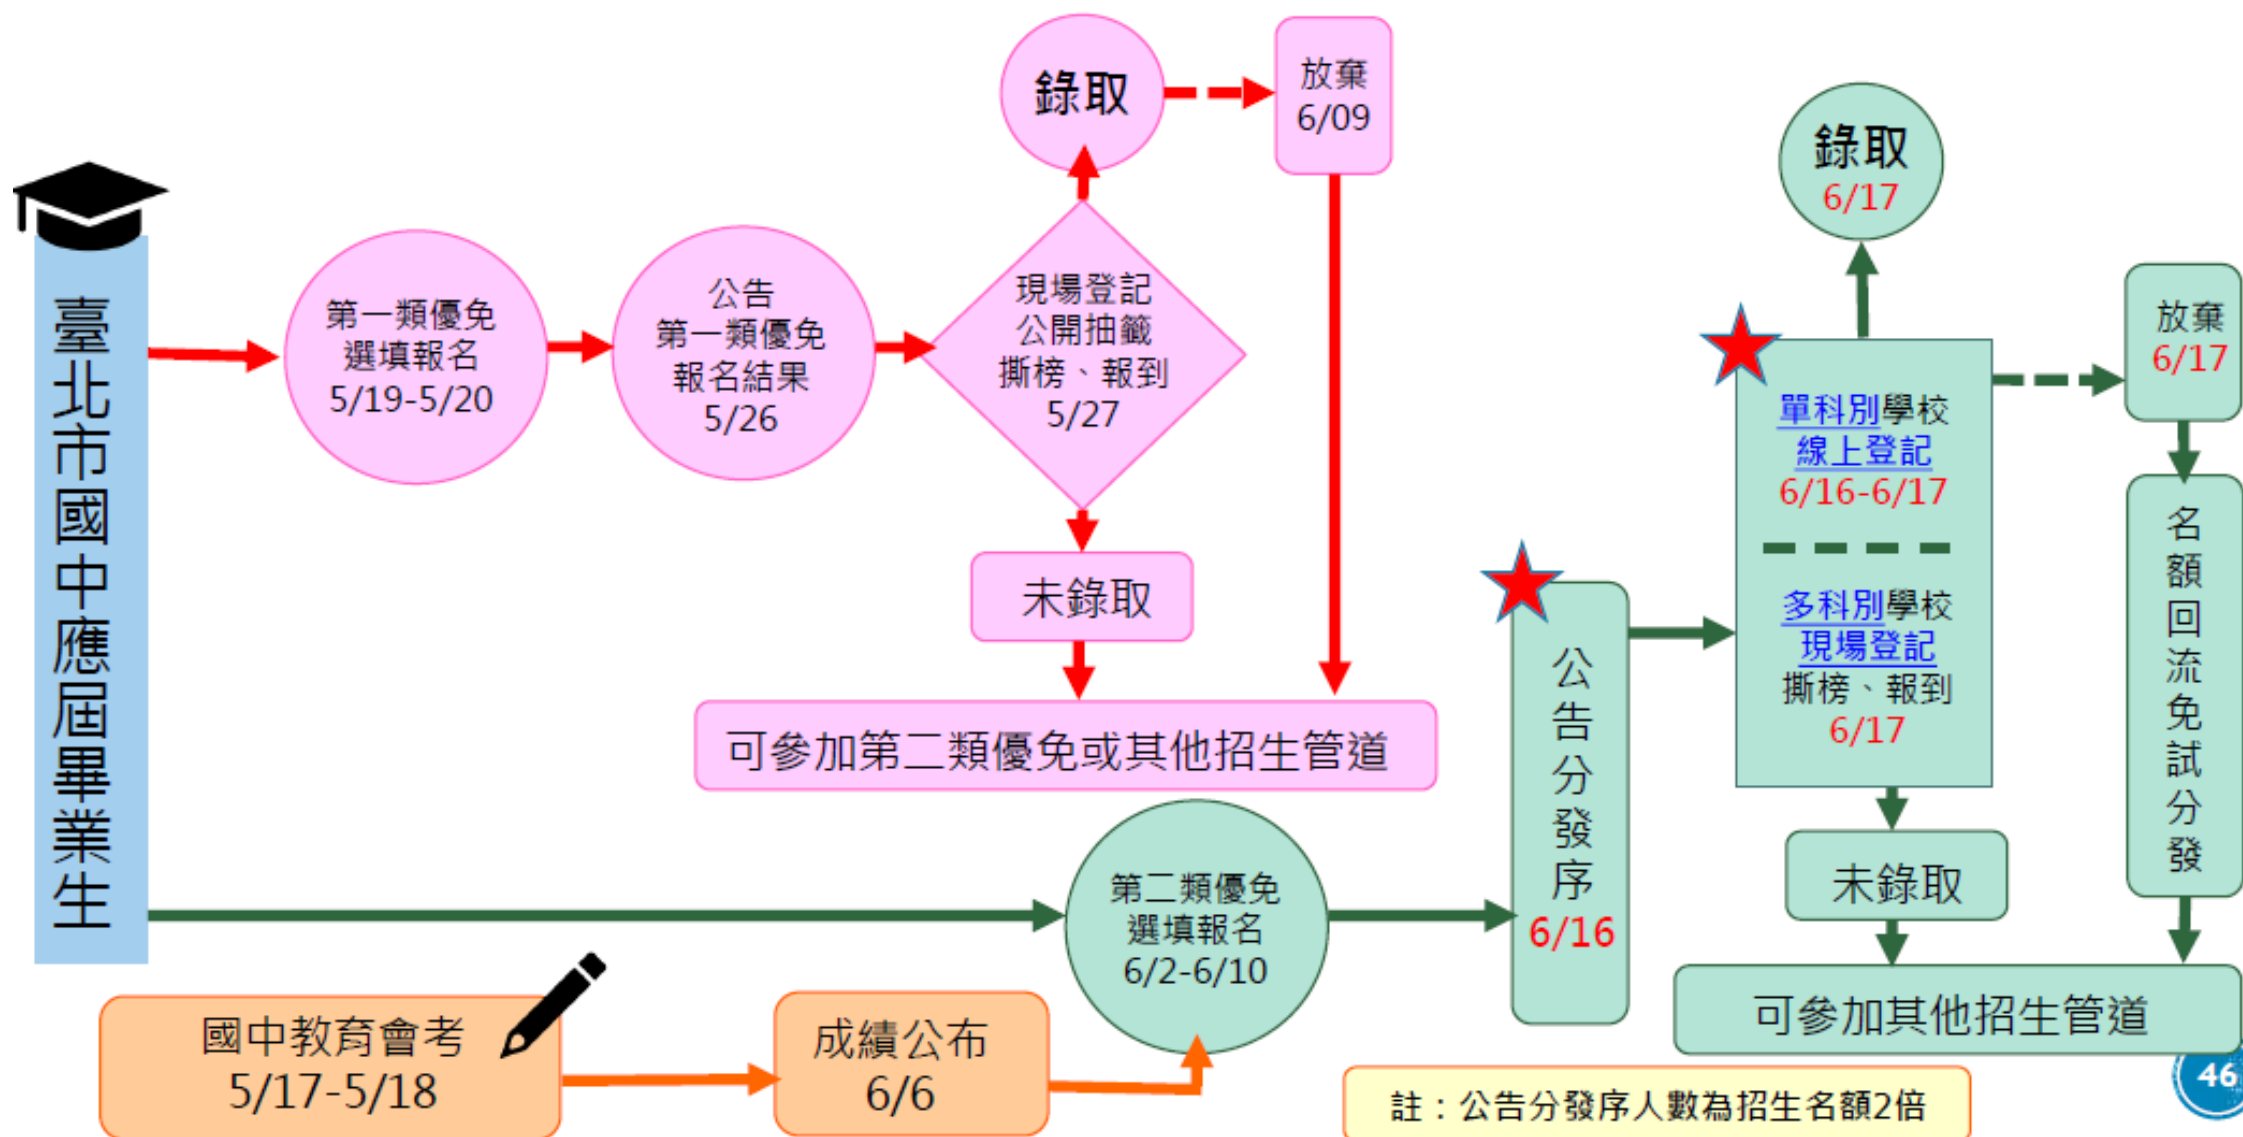 臺北市國中應屆畢業生
第一類優免
選填報名
5/19-5/20
公告
第一類優免
報名結果
5/26
現場登記
公開抽籤
撕榜、報到
5/27
錄取
放棄
6/09
未錄取
可參加第二類優免或其他招生管道
國中教育會考
5/17-5/18
成績公布
6/6
第二類優免
選填報名
6/2-6/10
公告分發序
6/16
單科別學校
線上登記
6/16-6/17
多科別學校
現場登記
撕榜、報到
6/17
錄取
6/17
放棄
6/17
名額回流免試分發
未錄取
可參加其他招生管道
註：公告分發序人數為招生名額2倍
46